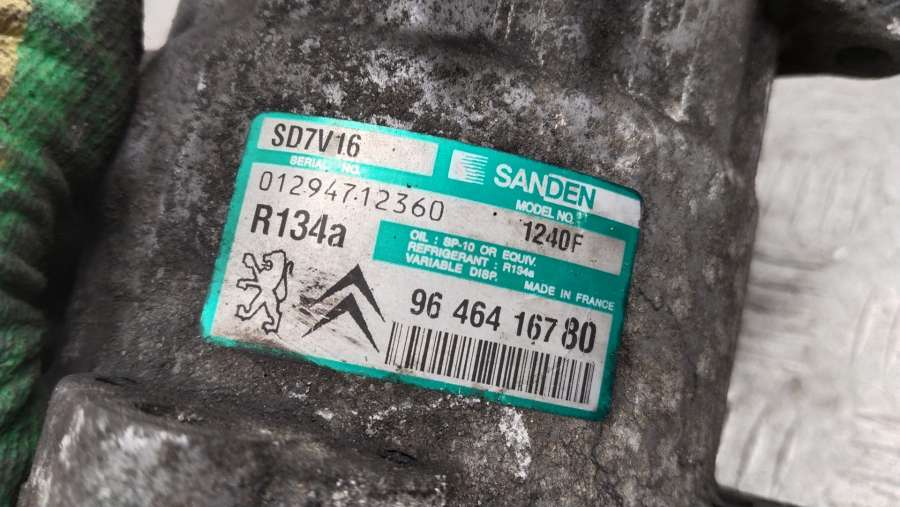 SD7V16
SANDEN
SERIAL NO.
MODEL NO.
01294712360
1240F
R134a
OIL : SP-10 OR EQUIV.
REFRIGERANT : R134a
VARIABLE DISP.
MADE IN FRANCE
96 464 167 80